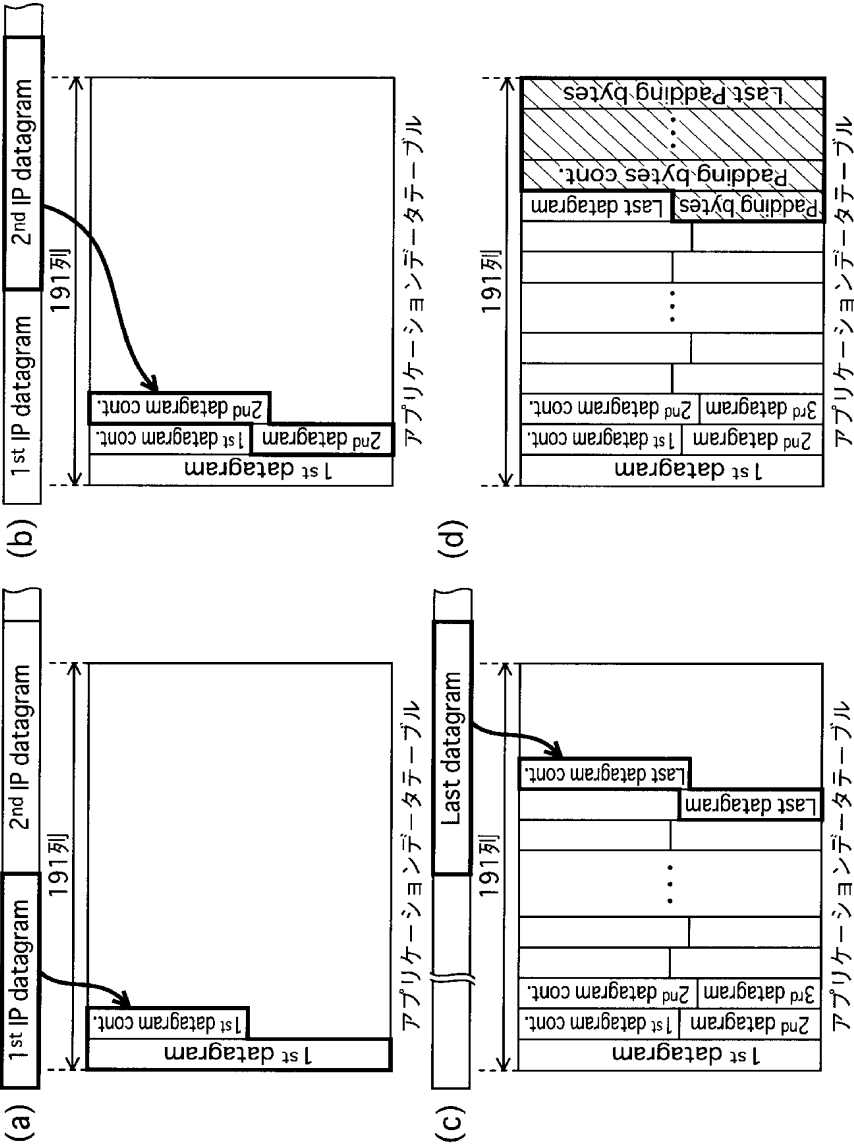 (a)
1st IP datagram
2nd IP datagram
191列
1st datagram
1st datagram cont.
アプリケーションデータテーブル
(b)
1st IP datagram
2nd IP datagram
191列
1st datagram
1st datagram cont.
2nd datagram
2nd datagram cont.
アプリケーションデータテーブル
(c)
Last datagram
191列
1st datagram
1st datagram cont.
2nd datagram
2nd datagram cont.
3rd datagram
...
Last datagram
Last datagram cont.
アプリケーションデータテーブル
(d)
191列
1st datagram
1st datagram cont.
2nd datagram
2nd datagram cont.
3rd datagram
...
Last datagram
Padding bytes
Padding bytes cont.
...
Last Padding bytes
アプリケーションデータテーブル